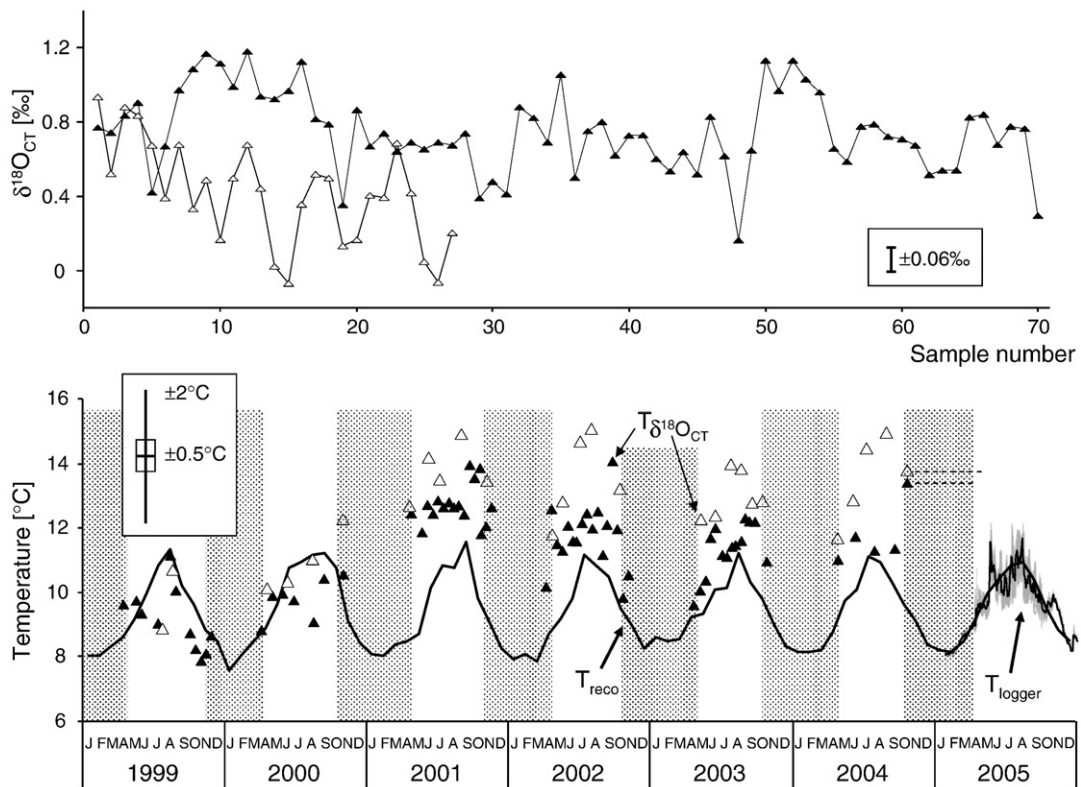 1.2
0.8
0.4
0
δ18OCT [‰]
±0.06‰
0 10 20 30 40 50 60 70
Sample number
16
14
12
10
8
6
Temperature [°C]
±2°C
±0.5°C
Tδ18OCT
Treco
Tlogger
J FMAMJ J A SOND J FMAMJ J A SOND J FMAMJ J A SOND J FMAMJ J A SOND J FMAMJ J A SOND J FMAMJ J A SOND J FMAMJ J A SOND
1999 2000 2001 2002 2003 2004 2005